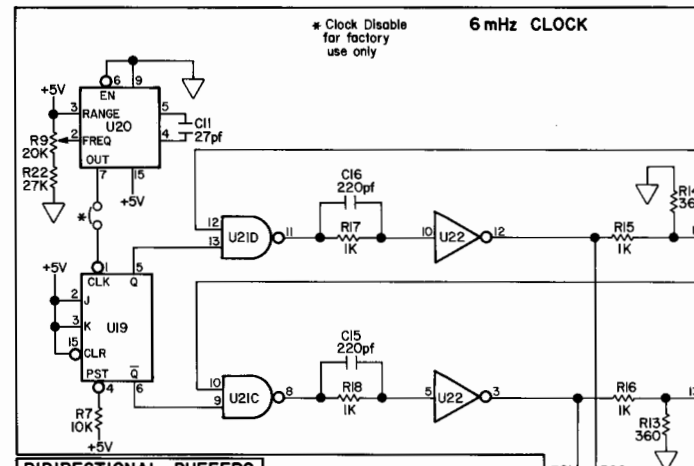 * Clock Disable
for factory
use only
6 mHz CLOCK
6
9
EN
+5V
3
RANGE
5
U20
C11
27pf
R9
20K
2
FREQ
4
OUT
R22
27K
7
15
+5V
*
C16
220pf
12
13
U21D
11
R17
1K
10
U22
12
R15
1K
+5V
1
5
CLK
Q
2
J
3
K
U19
15
CLR
PST
Q
4
6
R7
10K
+5V
C15
220pf
10
9
U21C
8
R18
1K
5
U22
3
R16
1K
R13
360